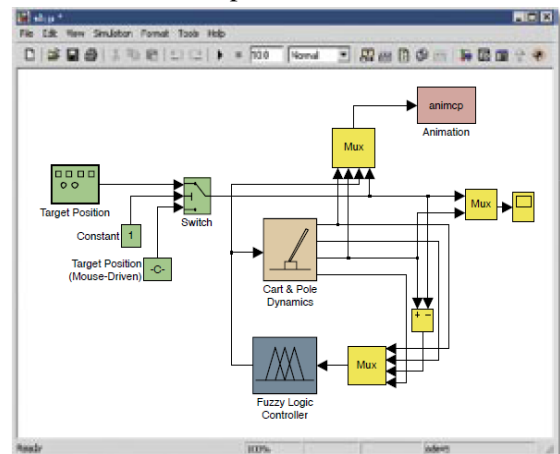 File Edit View Simulation Format Tools Help
10.0 Normal
animcp
Animation
Mux
Target Position
Switch
Constant 1
Target Position
(Mouse-Driven)
-C-
Mux
Cart & Pole
Dynamics
+ −
Mux
Fuzzy Logic
Controller
Ready 100%